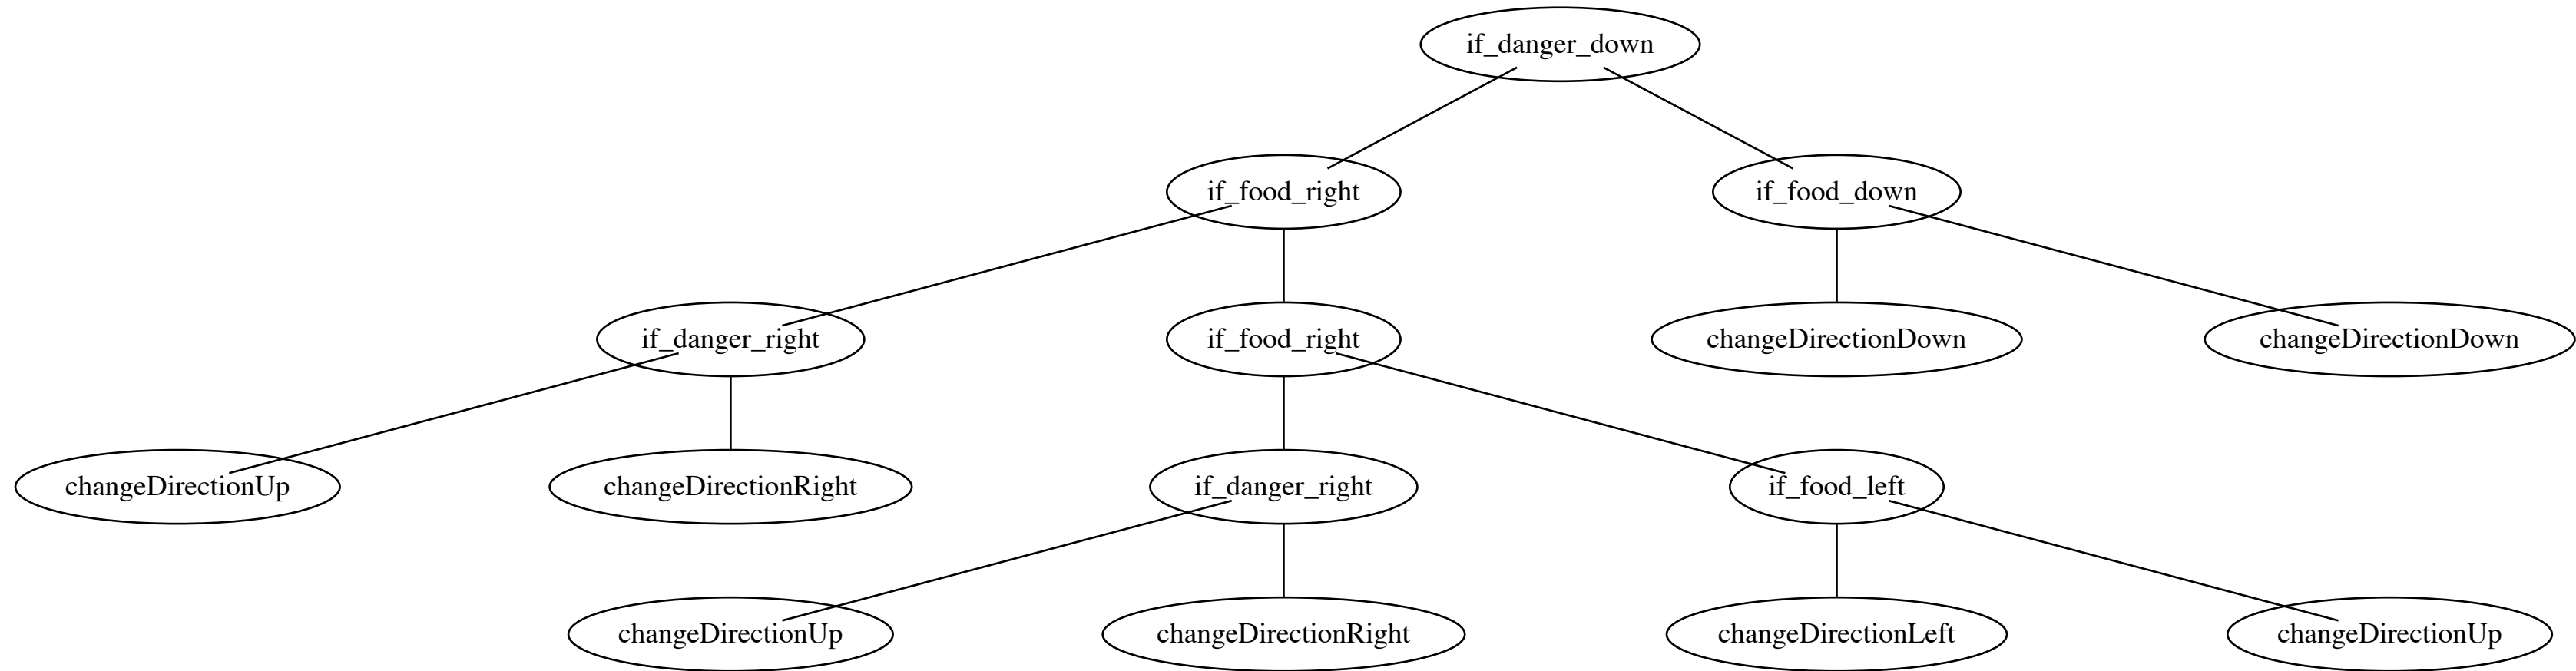 if_danger_down
if_food_right
if_food_down
if_danger_right
if_food_right
changeDirectionDown
changeDirectionDown
changeDirectionUp
changeDirectionRight
if_danger_right
if_food_left
changeDirectionUp
changeDirectionRight
changeDirectionLeft
changeDirectionUp